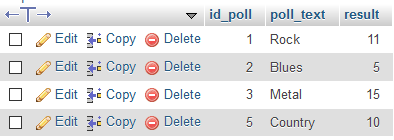 id_poll poll_text result
Edit Copy Delete 1 Rock 11
Edit Copy Delete 2 Blues 5
Edit Copy Delete 3 Metal 15
Edit Copy Delete 5 Country 10